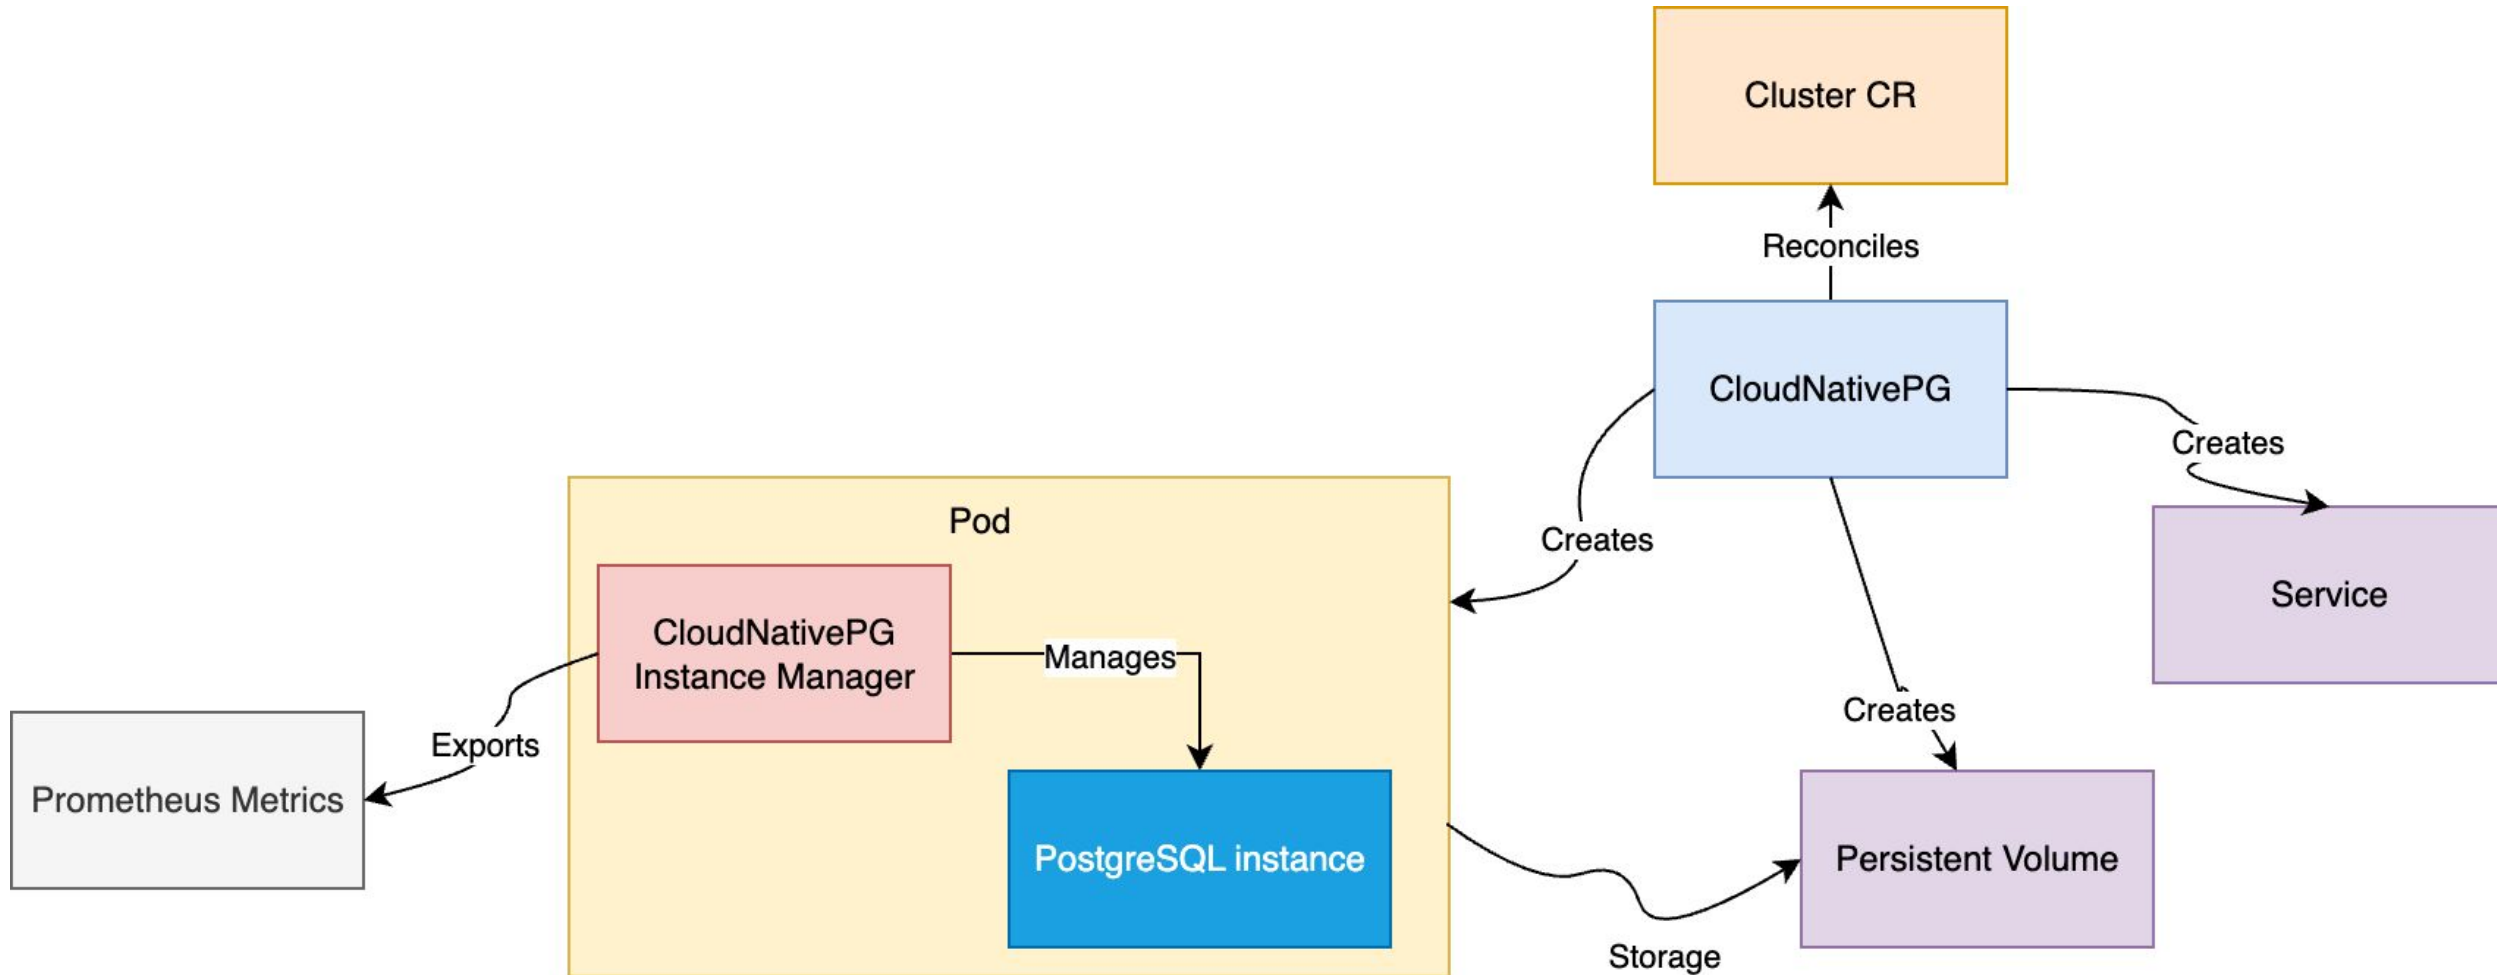 Cluster CR
Reconciles
CloudNativePG
Creates
Creates
Pod
Service
CloudNativePG
Instance Manager
Manages
Creates
Exports
Prometheus Metrics
PostgreSQL instance
Persistent Volume
Storage